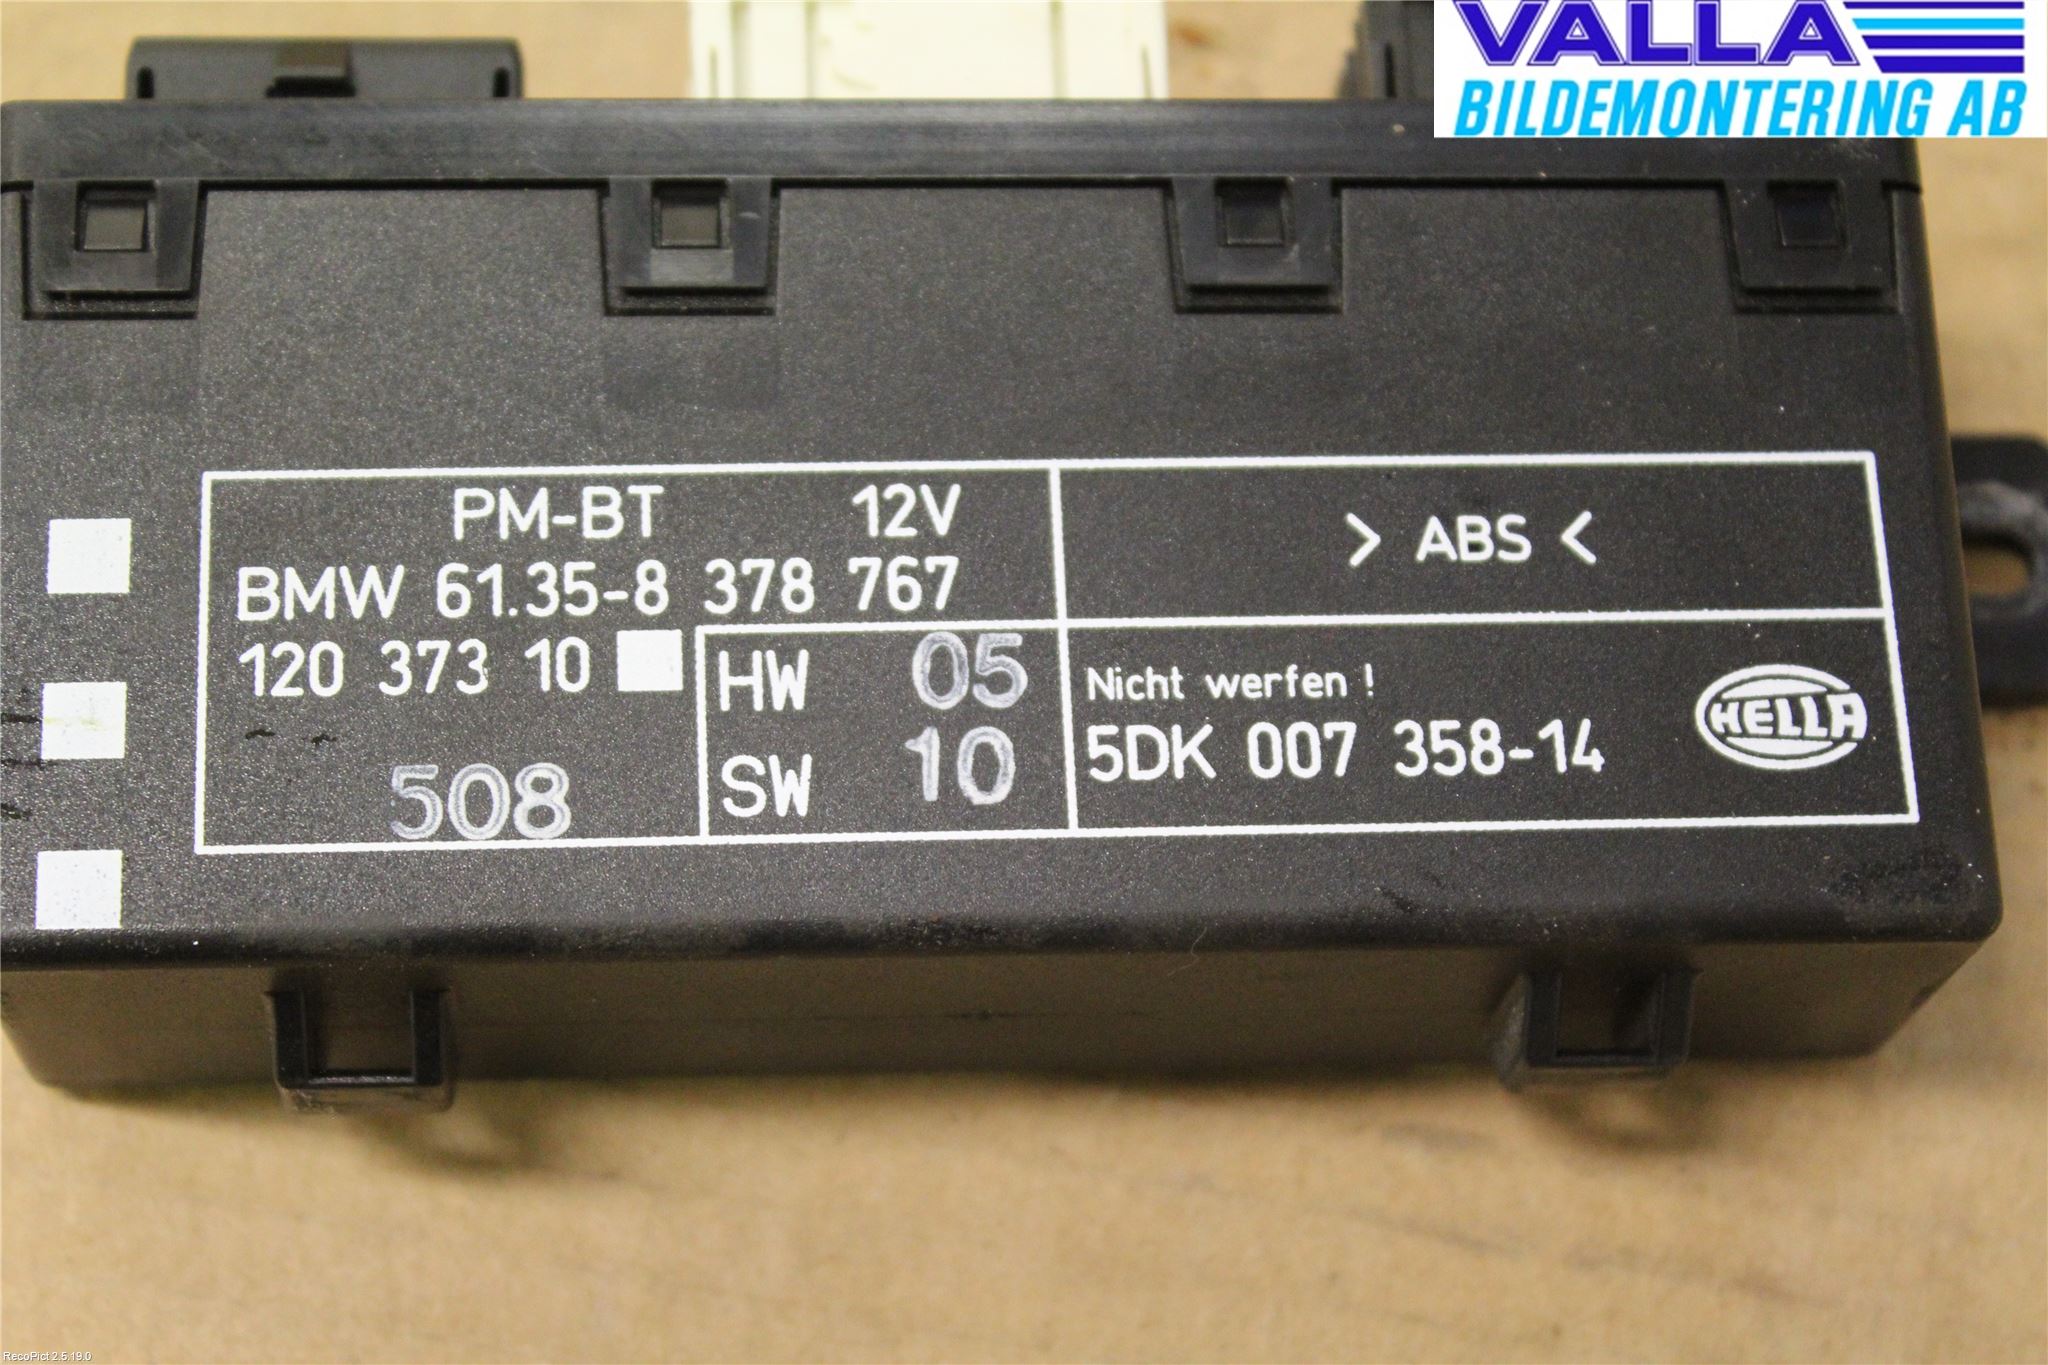 VALLA
BILDEMONTERING AB
PM-BT 12V
BMW 61.35-8 378 767
120 373 10
508
HW 05
SW 10
> ABS <
Nicht werfen !
5DK 007 358-14
HELLA
RecoPict 2.5.19.0